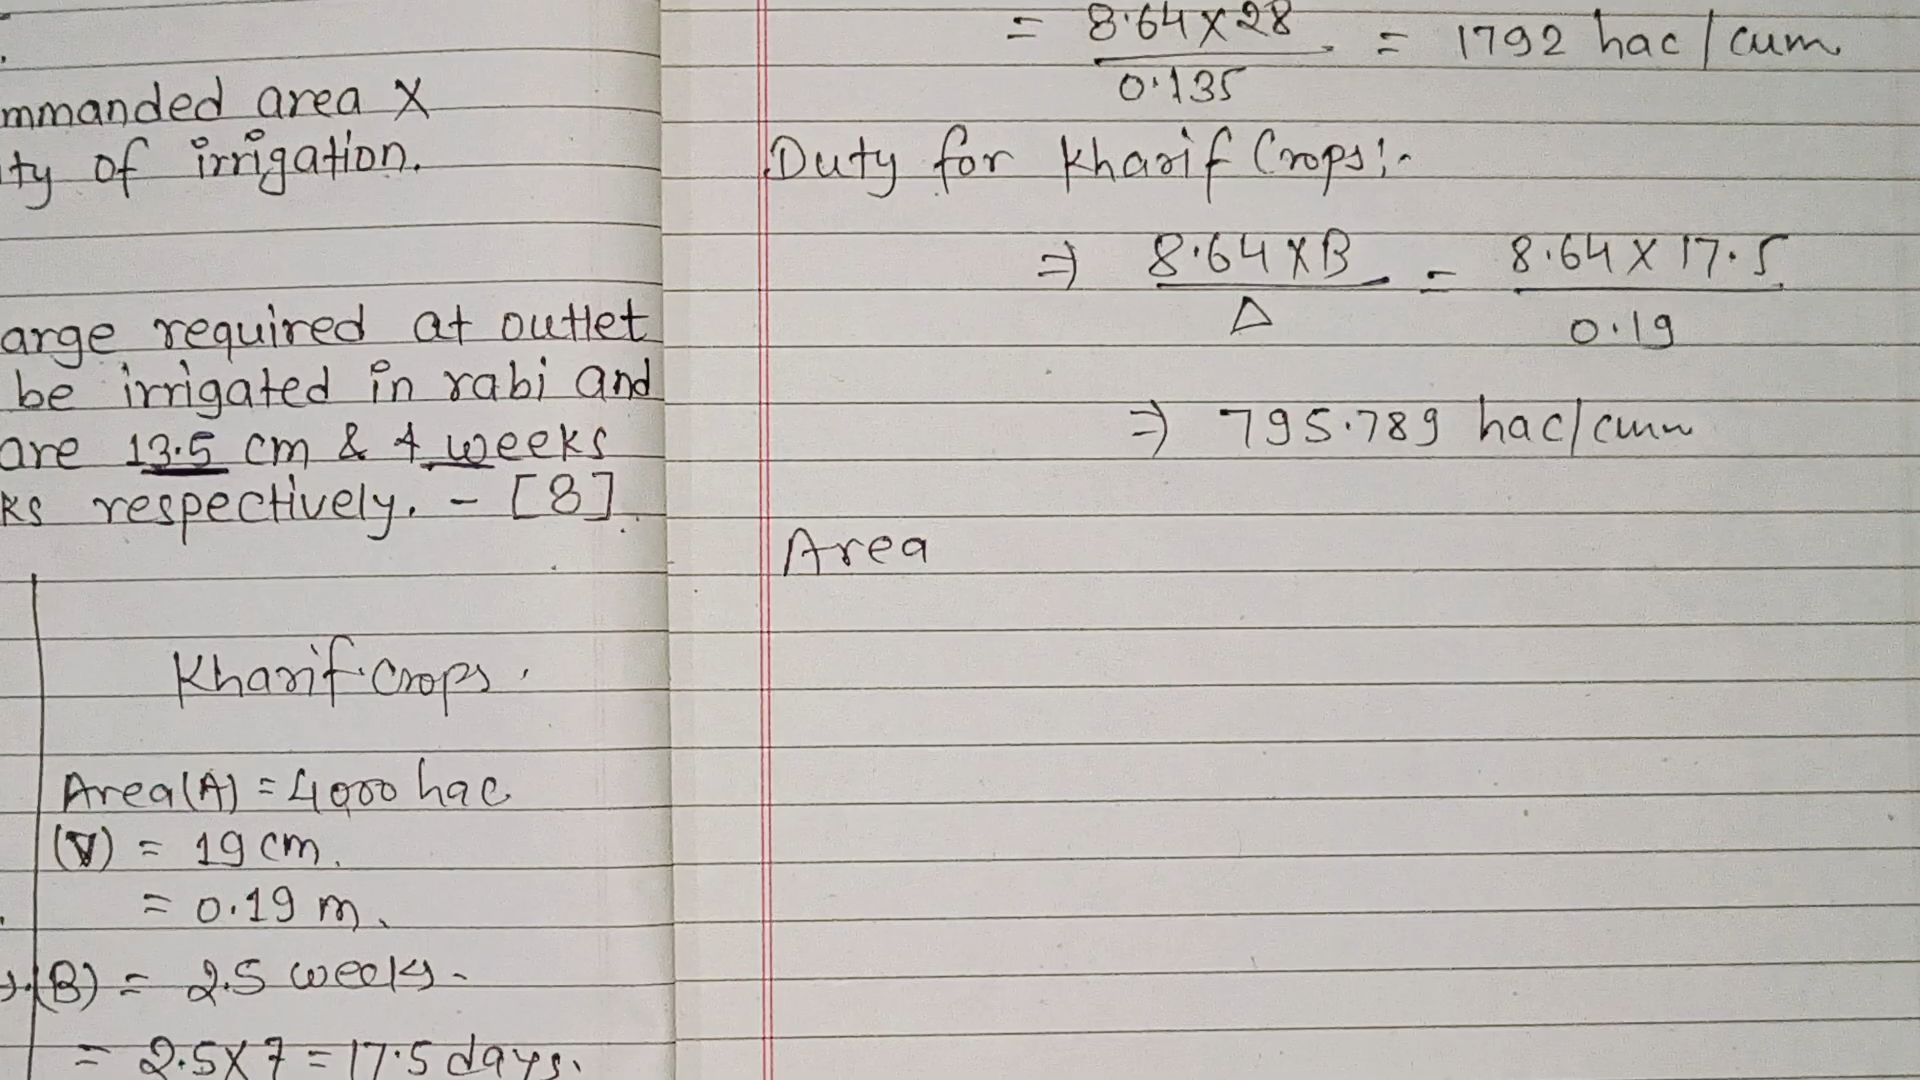 mmanded area X
ty of irrigation.
arge required at outlet
be irrigated in rabi and
are 13.5 cm & 4 weeks
ks respectively. - [8]
Kharif Crops.
Area(A) = 4000 hac
(∇) = 19 cm.
= 0.19 m.
(B) = 2.5 weeks.
= 2.5X7 = 17.5 days.
= 8.64 X 28 / 0.135 = 1792 hac / cum
Duty for Kharif Crops:-
⇒ 8.64 X B / Δ = 8.64 X 17.5 / 0.19
⇒ 795.789 hac/cum
Area